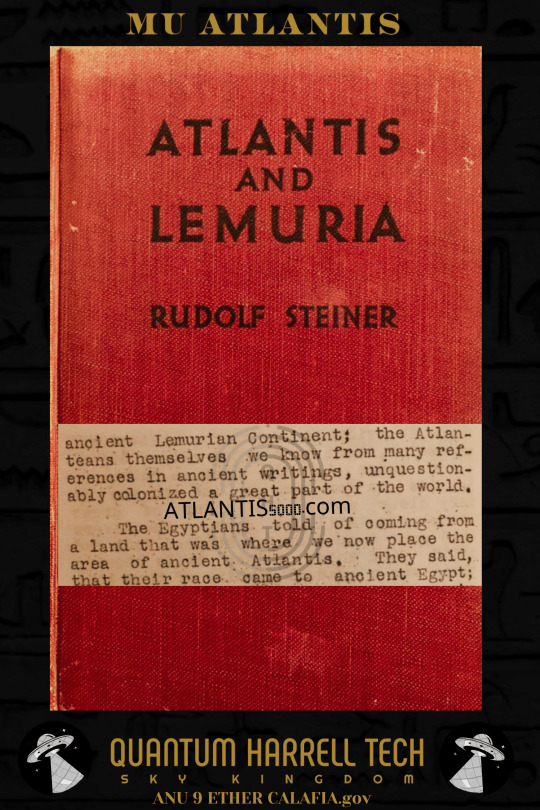 MU ATLANTIS
ATLANTIS
AND
LEMURIA
RUDOLF STEINER
ancient Lemurian Continent; the Atlan-
teans themselves we know from many ref-
erences in ancient writings, unquestion-
ably colonized a great part of the world.
ATLANTIS5000.com
The Egyptians told of coming from
a land that was where we now place the
area of ancient Atlantis. They said,
that their race came to ancient Egypt;
QUANTUM HARRELL TECH
SKY KINGDOM
ANU 9 ETHER CALAFIA.gov